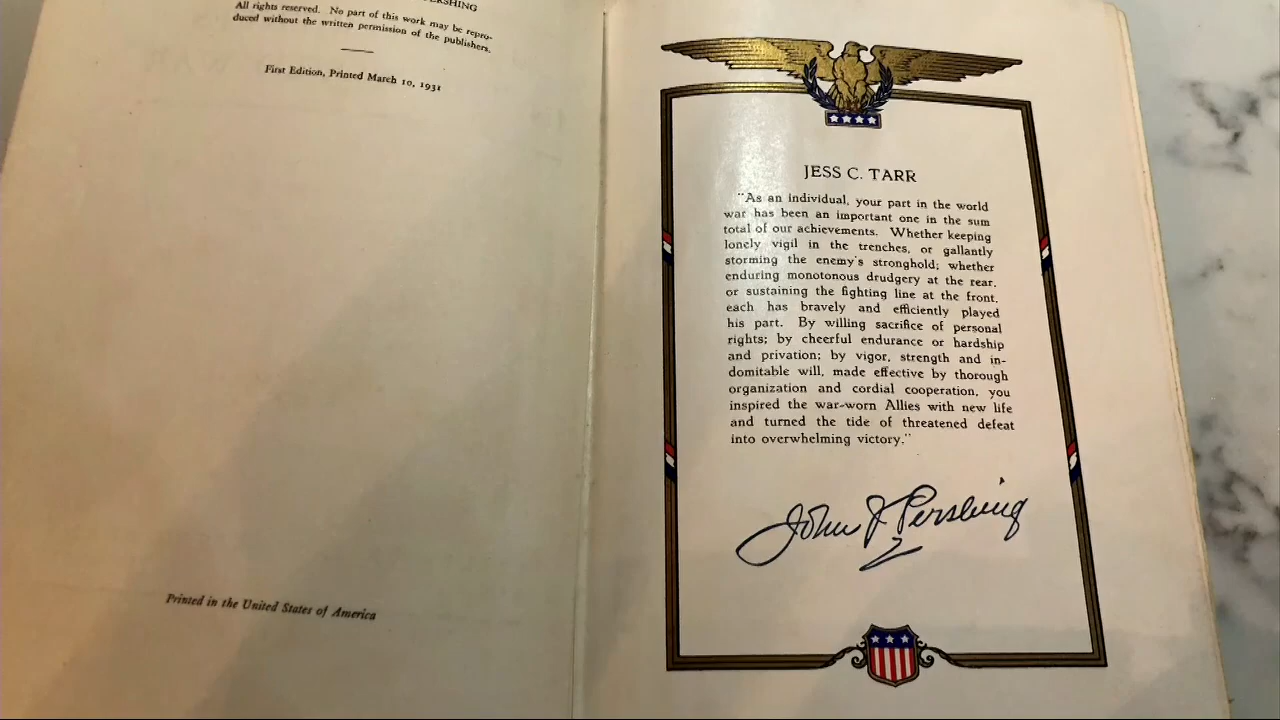 PERSHING
All rights reserved. No part of this work may be repro-
duced without the written permission of the publishers.
First Edition, Printed March 10, 1931
Printed in the United States of America
JESS C. TARR
"As an individual, your part in the world
war has been an important one in the sum
total of our achievements. Whether keeping
lonely vigil in the trenches, or gallantly
storming the enemy's stronghold; whether
enduring monotonous drudgery at the rear,
or sustaining the fighting line at the front,
each has bravely and efficiently played
his part. By willing sacrifice of personal
rights; by cheerful endurance or hardship
and privation; by vigor, strength and in-
domitable will, made effective by thorough
organization and cordial cooperation, you
inspired the war-worn Allies with new life
and turned the tide of threatened defeat
into overwhelming victory."
John J Pershing